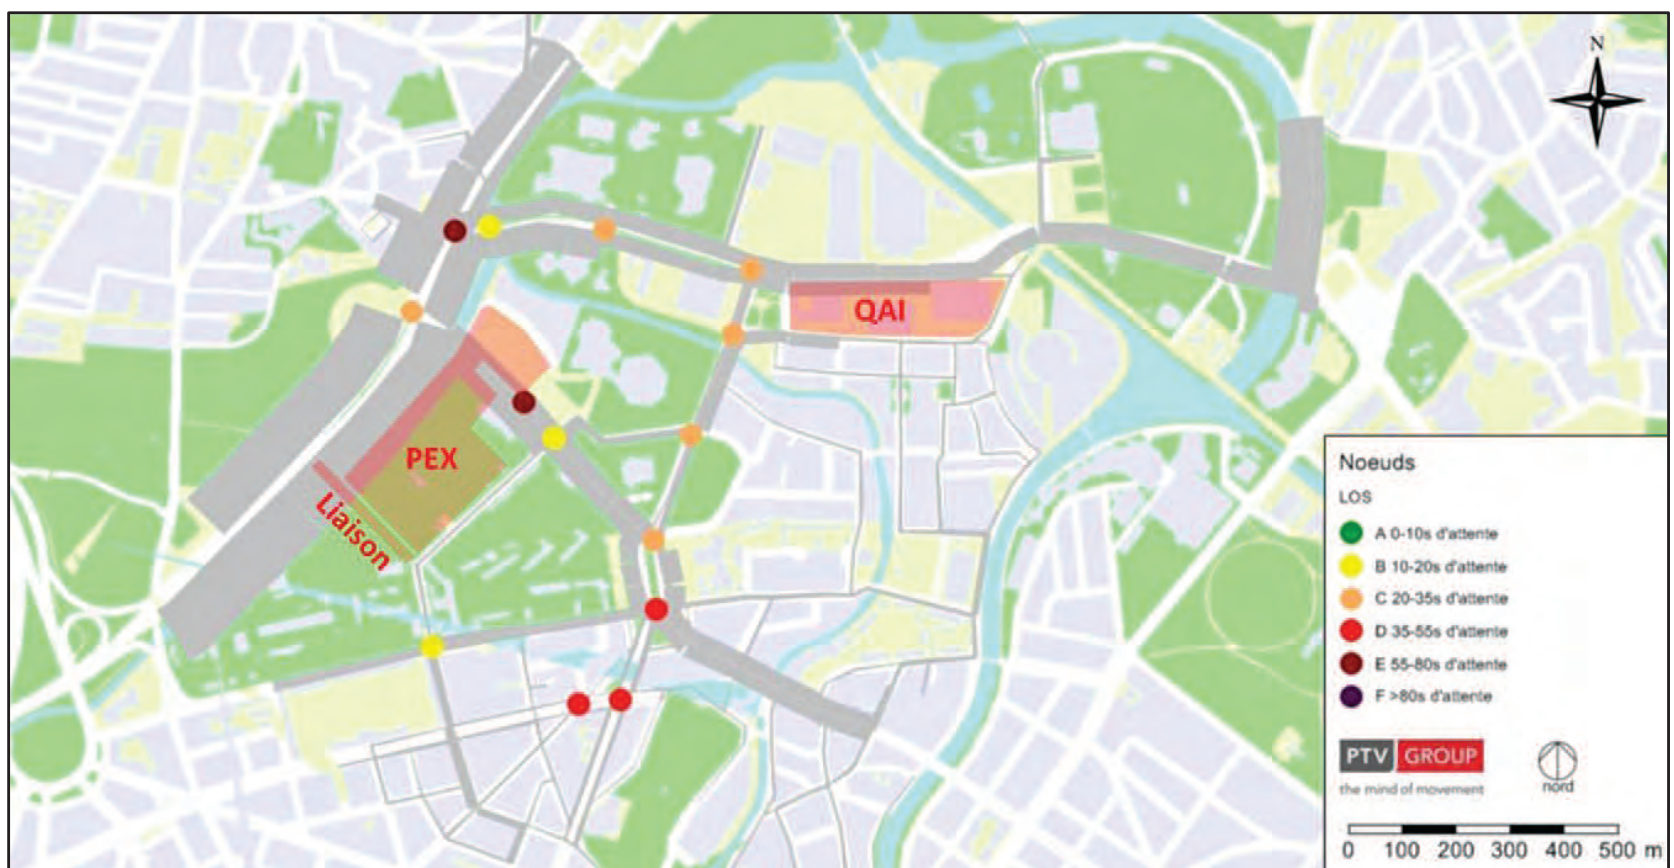 N
QAI
PEX
Liaison
Noeuds
LOS
A 0-10s d'attente
B 10-20s d'attente
C 20-35s d'attente
D 35-55s d'attente
E 55-80s d'attente
F >80s d'attente
PTV GROUP
the mind of movement
nord
0 100 200 300 400 500 m